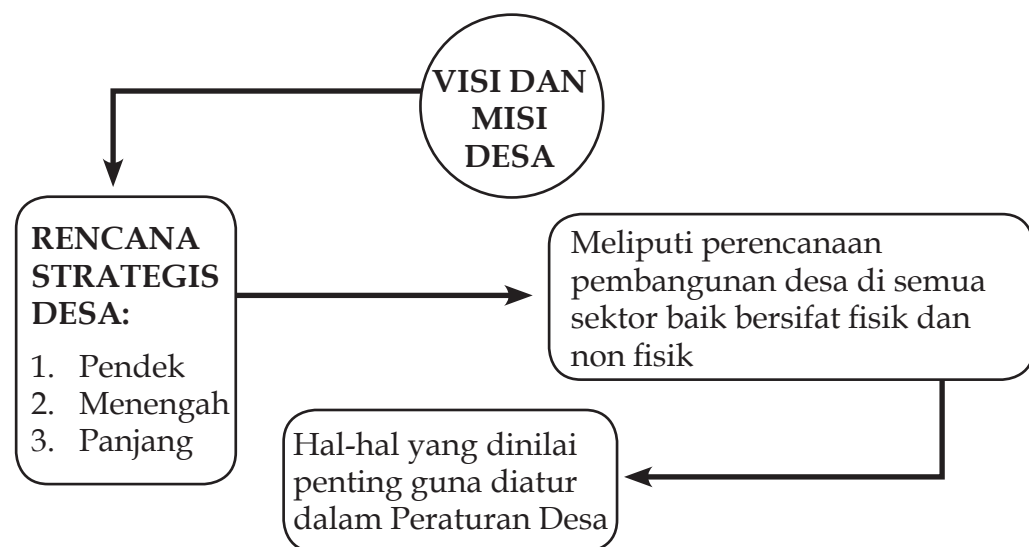 VISI DAN
MISI
DESA
RENCANA
STRATEGIS
DESA:
1. Pendek
2. Menengah
3. Panjang
Meliputi perencanaan
pembangunan desa di semua
sektor baik bersifat fisik dan
non fisik
Hal-hal yang dinilai
penting guna diatur
dalam Peraturan Desa